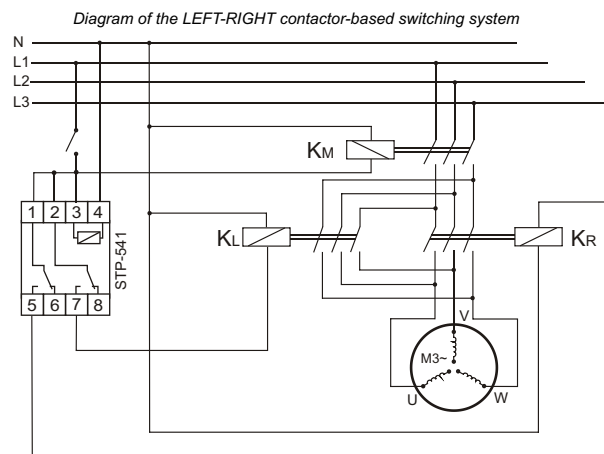 Diagram of the LEFT-RIGHT contactor-based switching system
N
L1
L2
L3
KM
1 2 3 4
KL
KR
STP-541
5 6 7 8
V
M3~
U
W